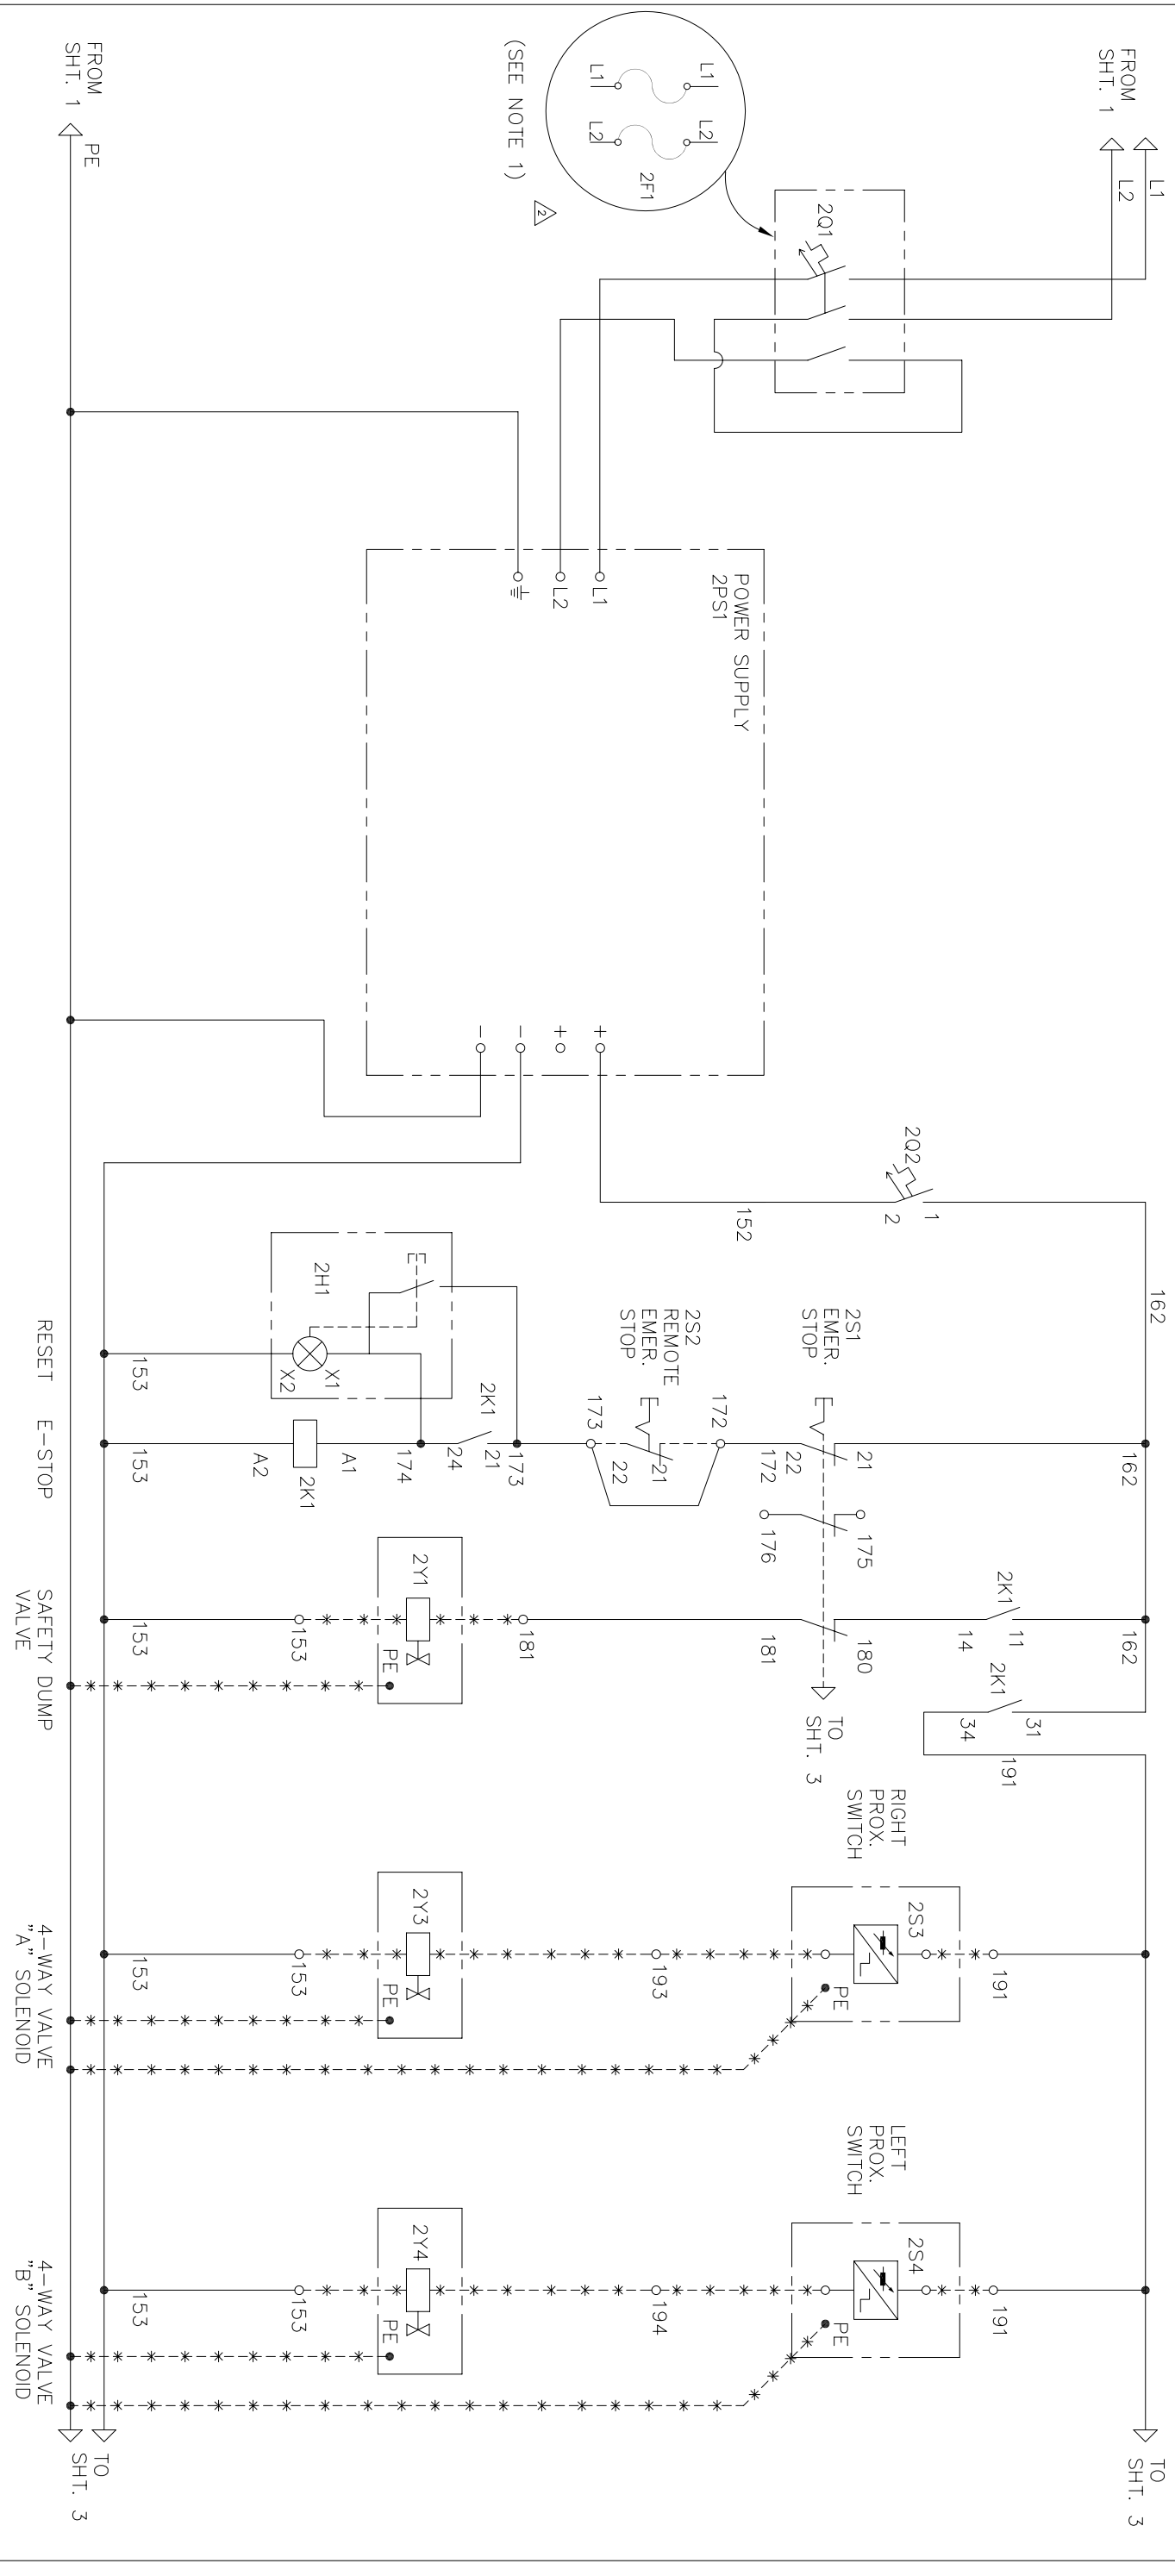 FROM
SHT. 1
L1
L2
FROM
SHT. 1
PE
L1
L1
L2
L2
2F1
(SEE NOTE 1)
2
2Q1
POWER SUPPLY
2PS1
L1
L2
+
+
-
-
2Q2
1
2
152
162
2H1
X1
X2
153
RESET
2S1
EMER.
STOP
2S2
REMOTE
EMER.
STOP
162
21
22
172
172
21
22
173
173
2K1
21
24
174
A1
2K1
A2
153
E-STOP
175
176
162
2K1
11
14
180
181
181
2Y1
PE
153
153
SAFETY DUMP
VALVE
2K1
31
34
191
TO
SHT. 3
RIGHT
PROX.
SWITCH
191
2S3
PE
193
2Y3
PE
153
153
4-WAY VALVE
"A" SOLENOID
LEFT
PROX.
SWITCH
191
2S4
PE
194
2Y4
PE
153
153
4-WAY VALVE
"B" SOLENOID
TO
SHT. 3
TO
SHT. 3